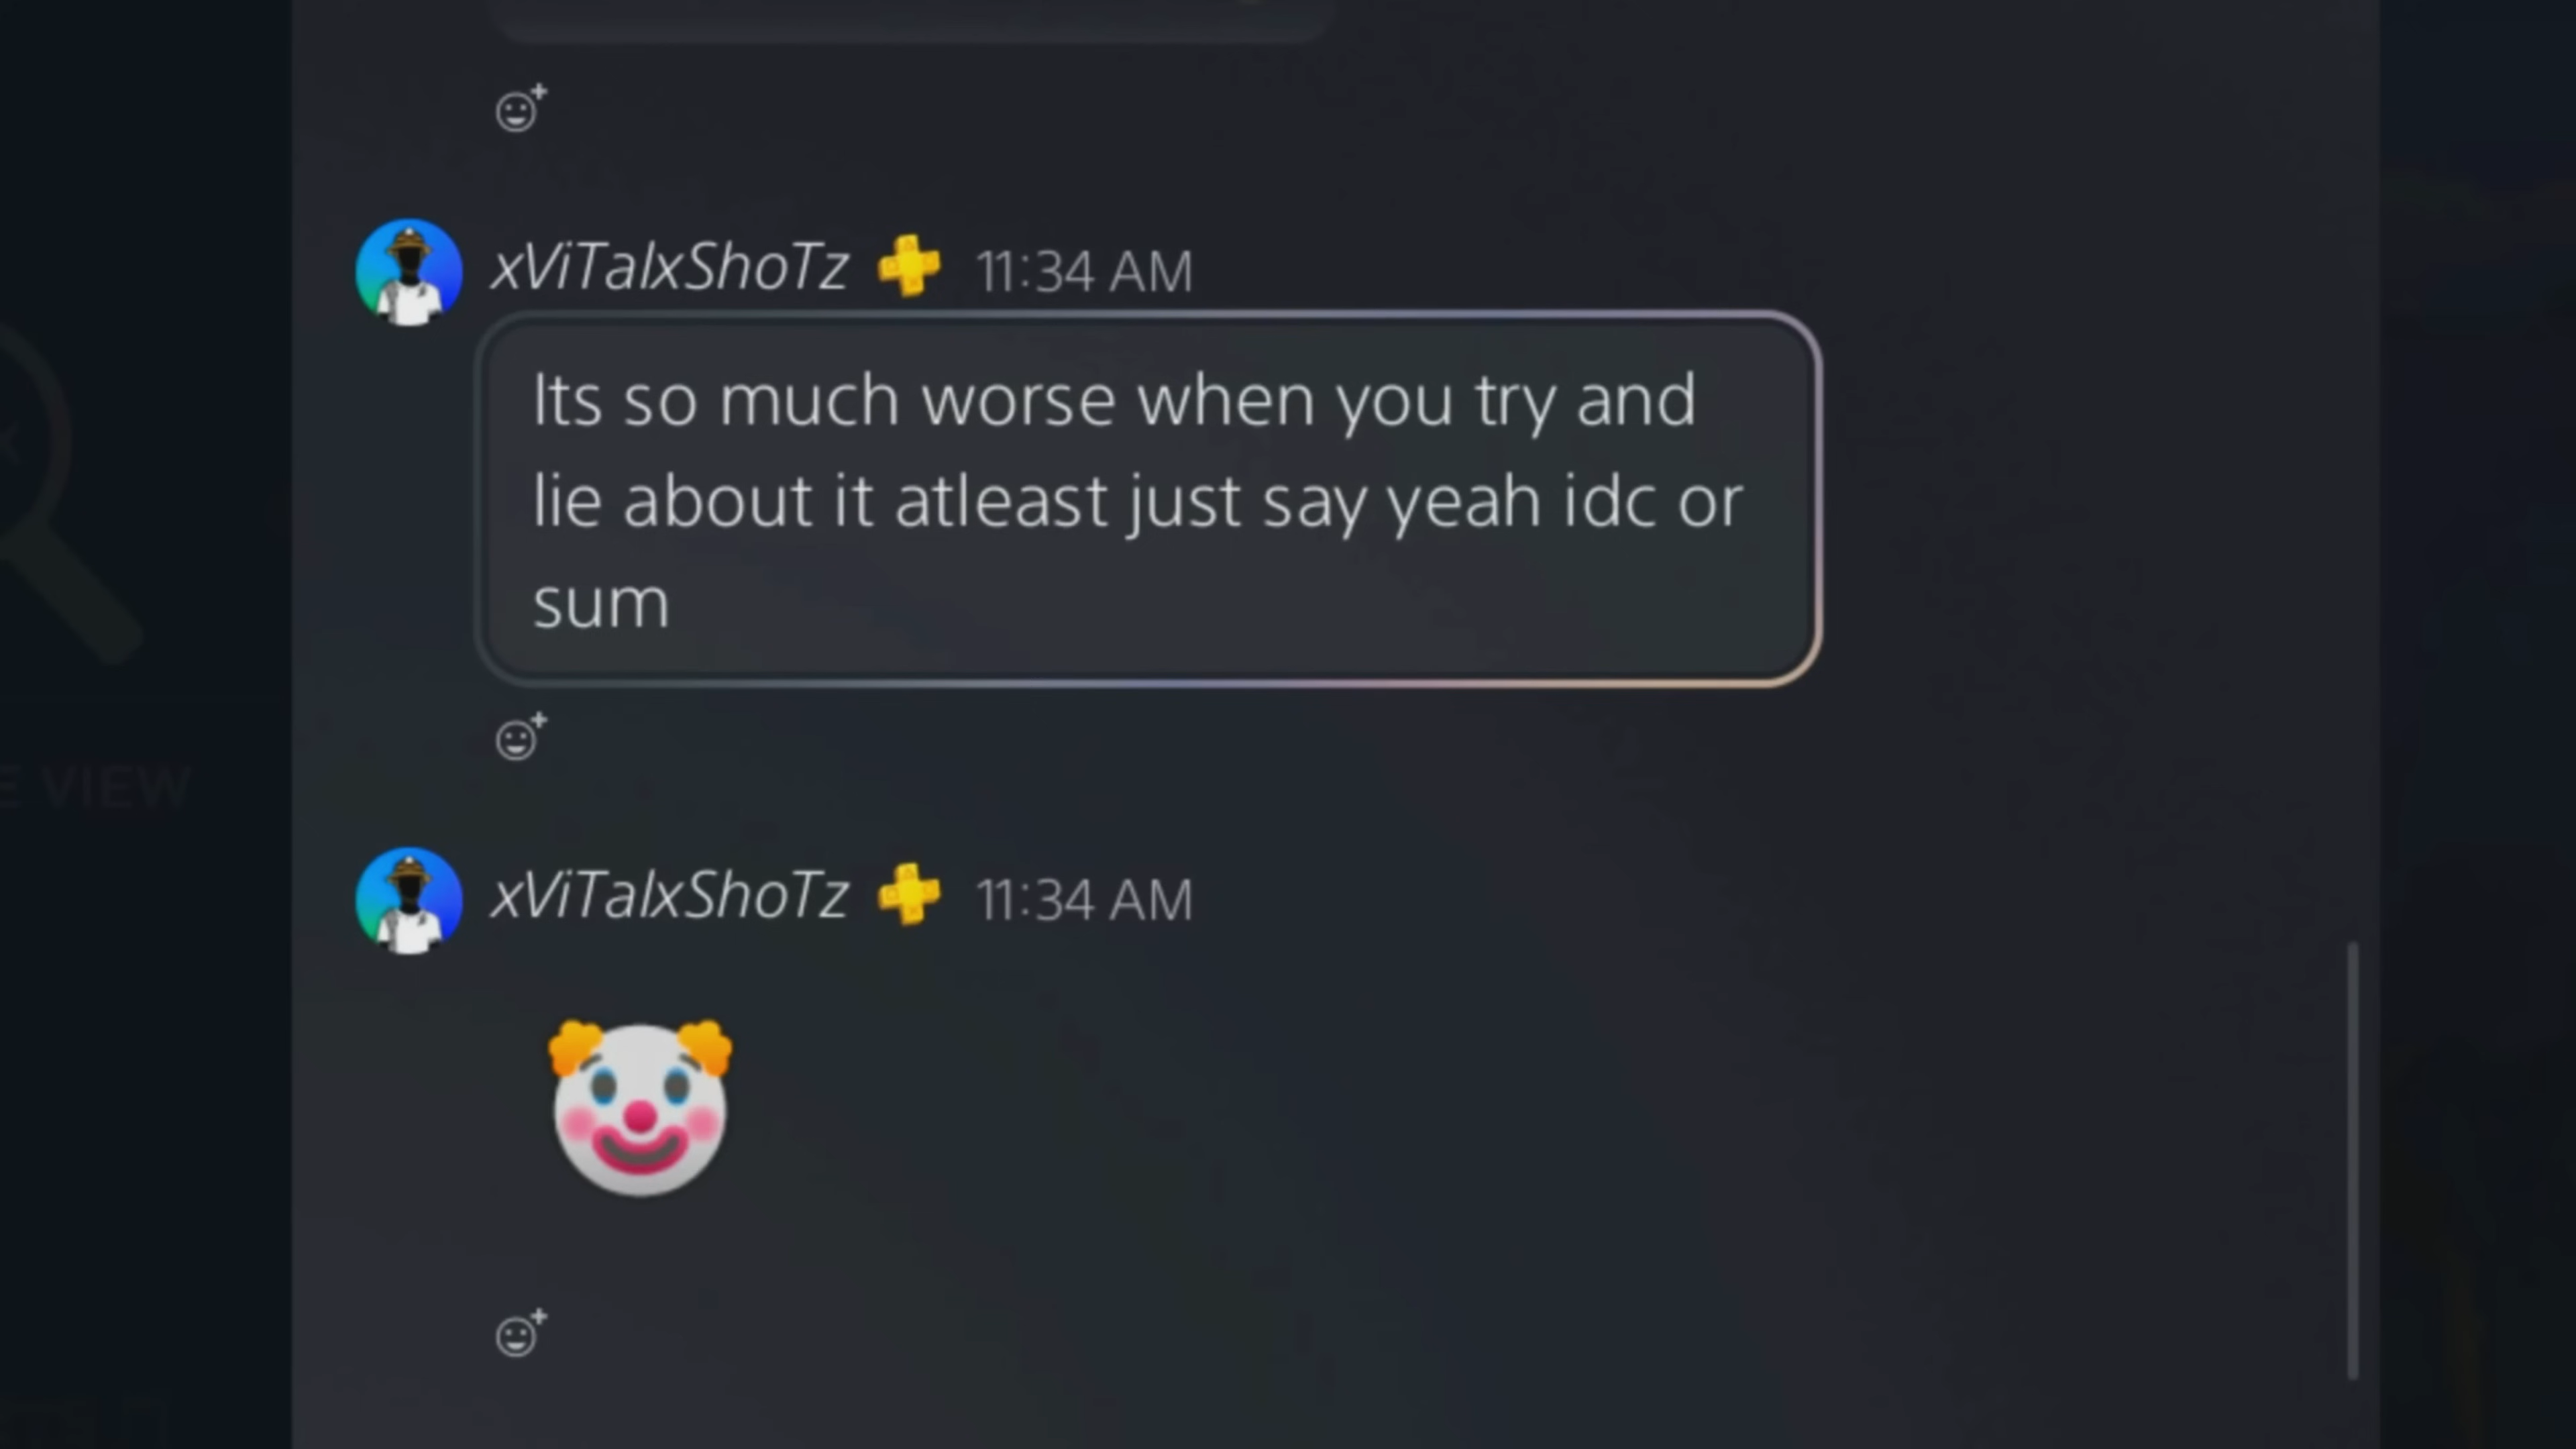 xViTalxShoTz 11:34 AM
Its so much worse when you try and
lie about it atleast just say yeah idc or
sum
E VIEW
xViTalxShoTz 11:34 AM